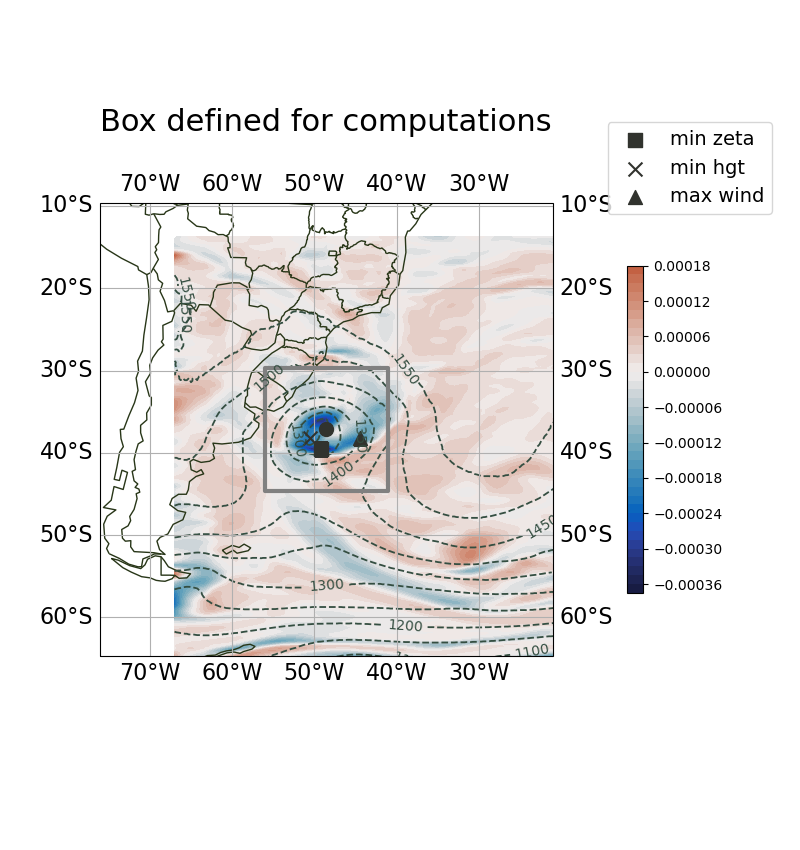 Box defined for computations
min zeta
min hgt
max wind
70°W 60°W 50°W 40°W 30°W
10°S 10°S
20°S 20°S
30°S 30°S
40°S 40°S
50°S 50°S
60°S 60°S
70°W 60°W 50°W 40°W 30°W
1550
1550
1500
1550
1300
1400
1450
1300
1200
1100
0.00018
0.00012
0.00006
0.00000
−0.00006
−0.00012
−0.00018
−0.00024
−0.00030
−0.00036